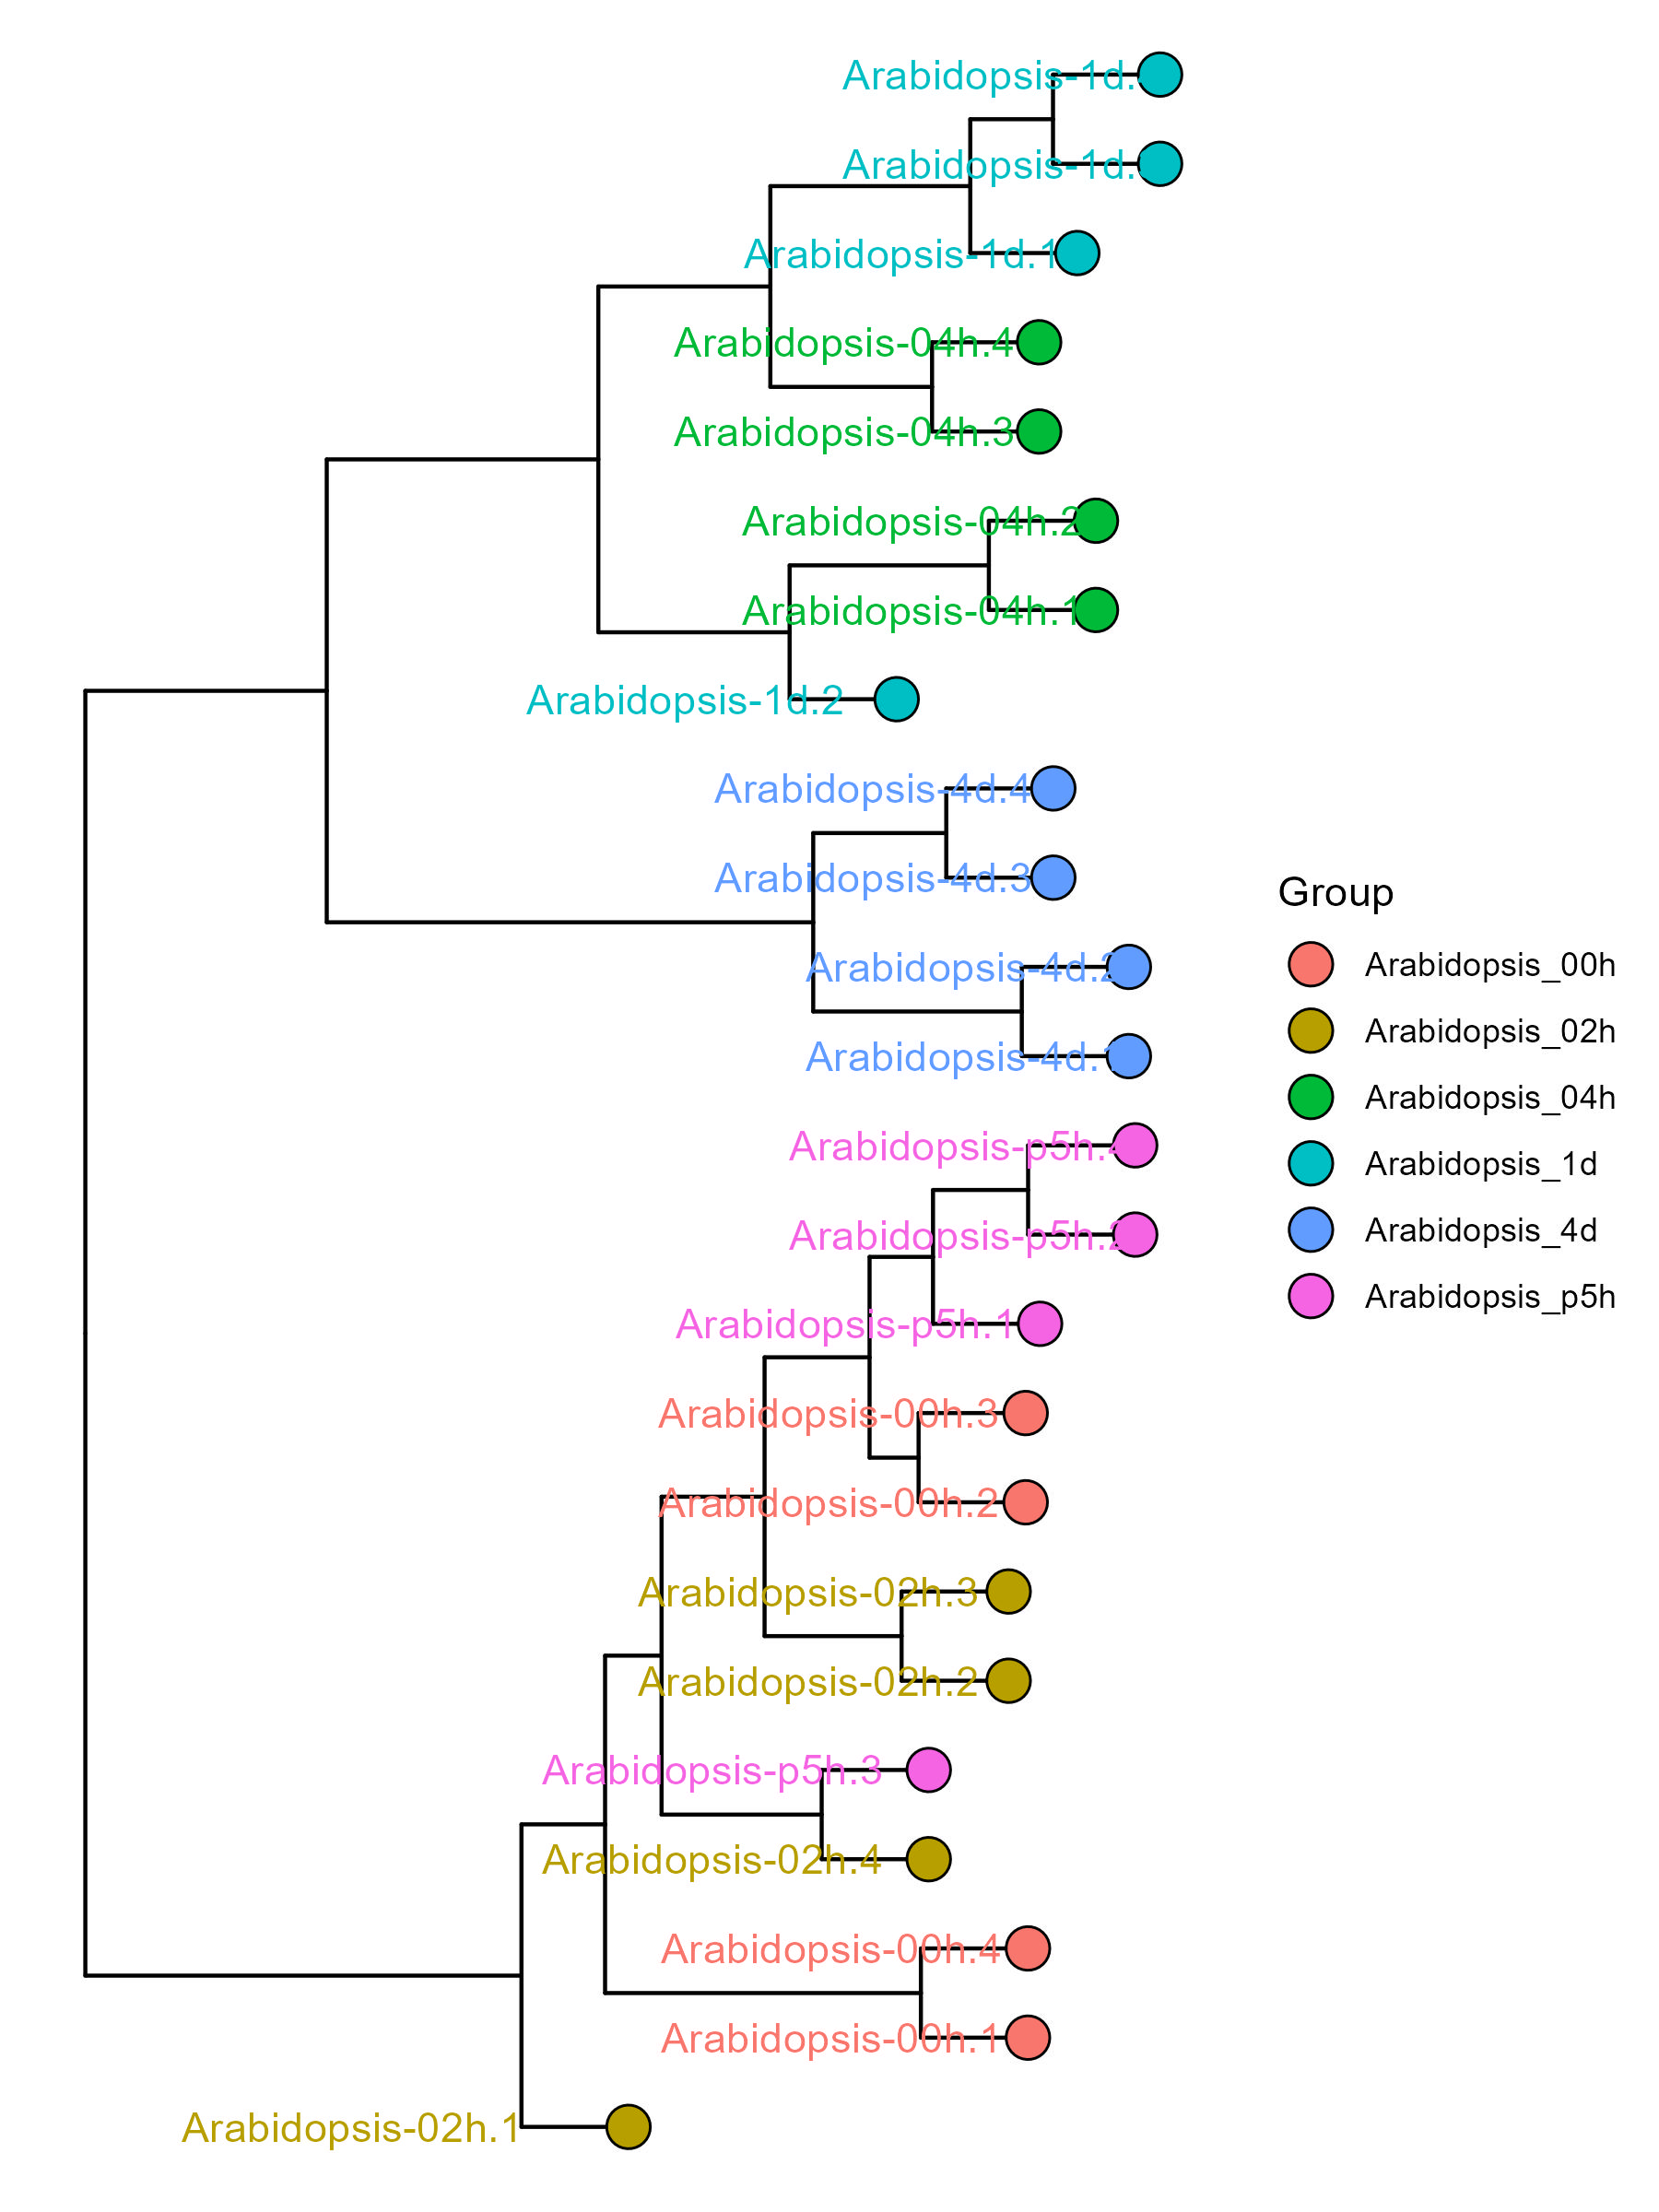 Arabidopsis-1d.
Arabidopsis-1d.
Arabidopsis-1d.1
Arabidopsis-04h.4
Arabidopsis-04h.3
Arabidopsis-04h.2
Arabidopsis-04h.1
Arabidopsis-1d.2
Arabidopsis-4d.4
Arabidopsis-4d.3
Arabidopsis-4d.2
Arabidopsis-4d.1
Arabidopsis-p5h.4
Arabidopsis-p5h.2
Arabidopsis-p5h.1
Arabidopsis-00h.3
Arabidopsis-00h.2
Arabidopsis-02h.3
Arabidopsis-02h.2
Arabidopsis-p5h.3
Arabidopsis-02h.4
Arabidopsis-00h.4
Arabidopsis-00h.1
Arabidopsis-02h.1
Group
Arabidopsis_00h
Arabidopsis_02h
Arabidopsis_04h
Arabidopsis_1d
Arabidopsis_4d
Arabidopsis_p5h